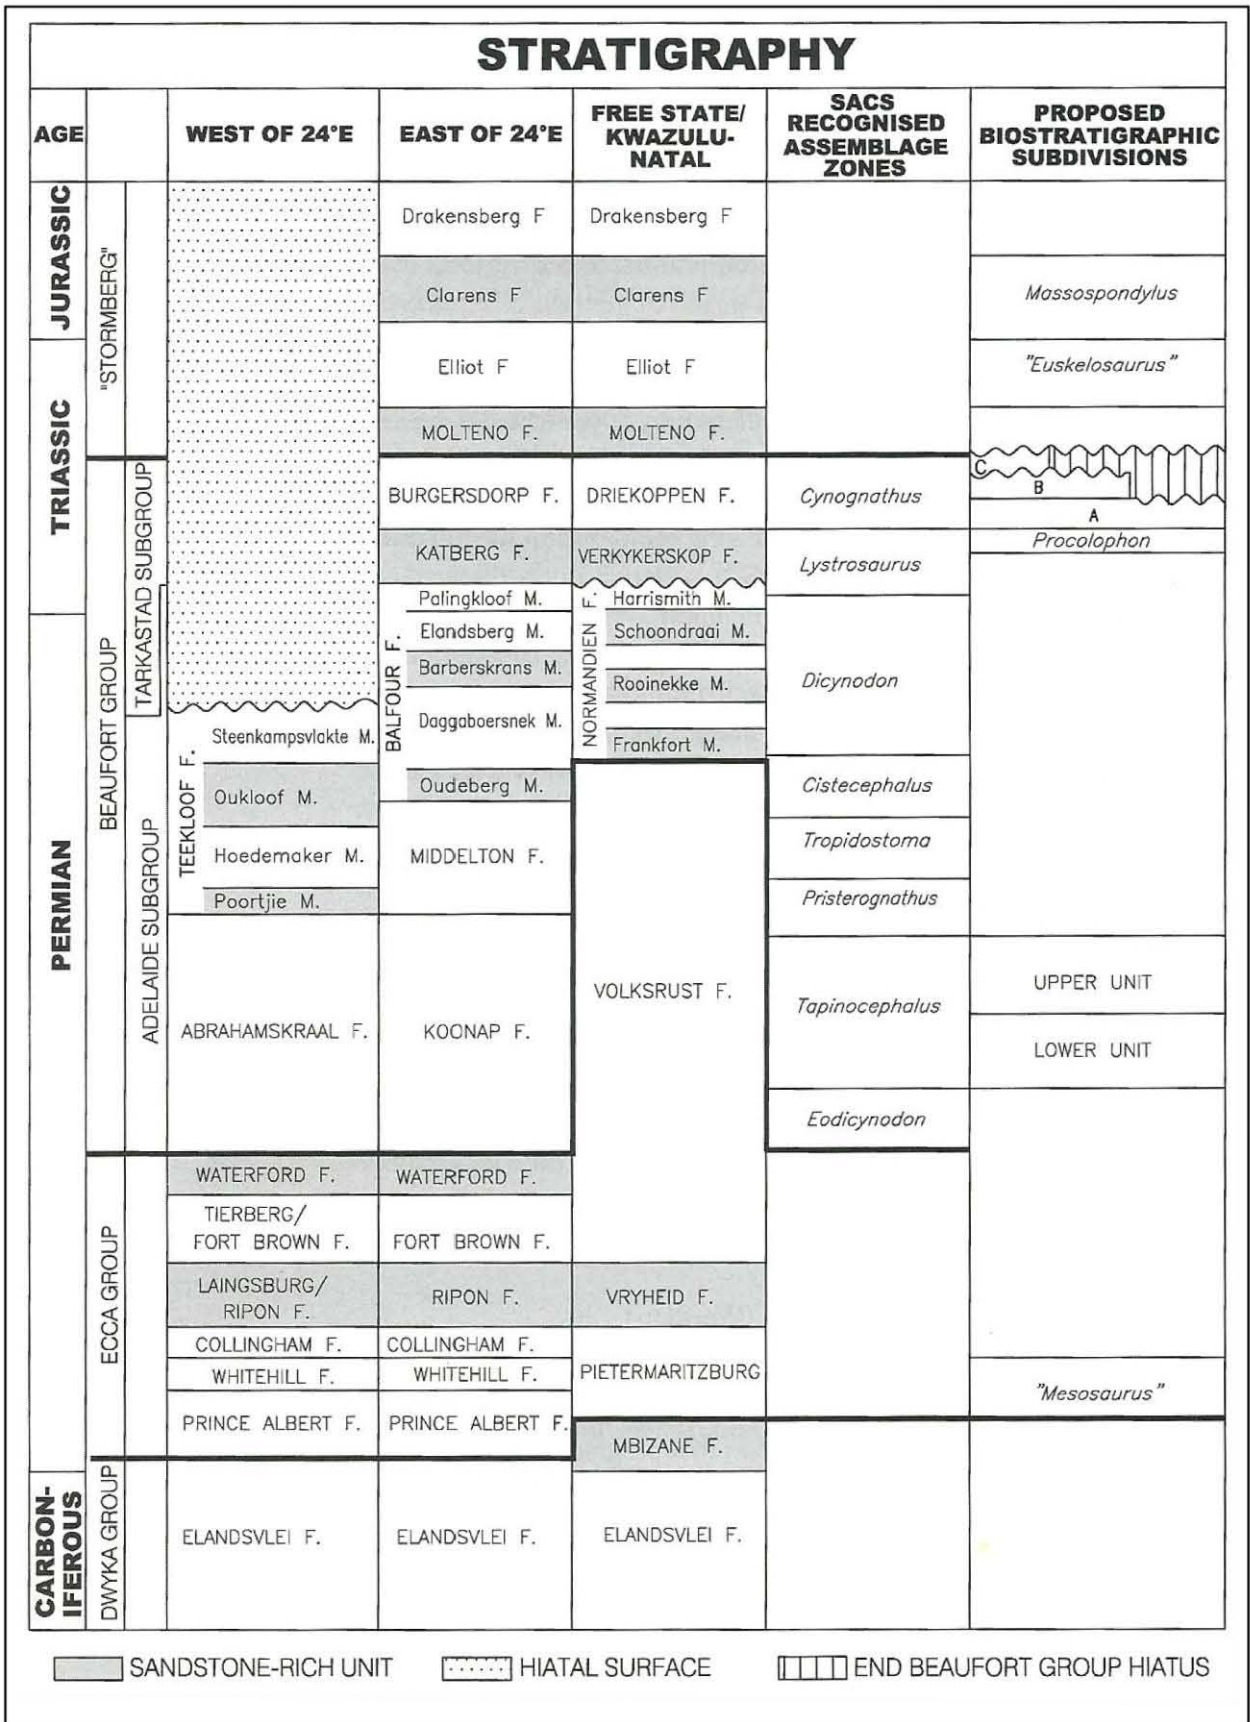 STRATIGRAPHY
AGE
WEST OF 24°E
EAST OF 24°E
FREE STATE/
KWAZULU-
NATAL
SACS
RECOGNISED
ASSEMBLAGE
ZONES
PROPOSED
BIOSTRATIGRAPHIC
SUBDIVISIONS
JURASSIC
TRIASSIC
PERMIAN
CARBON-
IFEROUS
"STORMBERG"
BEAUFORT GROUP
ECCA GROUP
DWYKA GROUP
TARKASTAD SUBGROUP
ADELAIDE SUBGROUP
TEEKLOOF F.
Steenkampsvlakte M.
Oukloof M.
Hoedemaker M.
Poortjie M.
ABRAHAMSKRAAL F.
WATERFORD F.
TIERBERG/
FORT BROWN F.
LAINGSBURG/
RIPON F.
COLLINGHAM F.
WHITEHILL F.
PRINCE ALBERT F.
ELANDSVLEI F.
Drakensberg F
Clarens F
Elliot F
MOLTENO F.
BURGERSDORP F.
KATBERG F.
BALFOUR F.
Palingkloof M.
Elandsberg M.
Barberskrans M.
Daggaboersnek M.
Oudeberg M.
MIDDELTON F.
KOONAP F.
WATERFORD F.
FORT BROWN F.
RIPON F.
COLLINGHAM F.
WHITEHILL F.
PRINCE ALBERT F.
ELANDSVLEI F.
Drakensberg F
Clarens F
Elliot F
MOLTENO F.
DRIEKOPPEN F.
VERKYKERSKOP F.
NORMANDIEN F.
Harrismith M.
Schoondraai M.
Rooinekke M.
Frankfort M.
VOLKSRUST F.
VRYHEID F.
PIETERMARITZBURG
MBIZANE F.
ELANDSVLEI F.
Cynognathus
Lystrosaurus
Dicynodon
Cistecephalus
Tropidostoma
Pristerognathus
Tapinocephalus
Eodicynodon
Massospondylus
"Euskelosaurus"
C
B
A
Procolophon
UPPER UNIT
LOWER UNIT
"Mesosaurus"
SANDSTONE-RICH UNIT
HIATAL SURFACE
END BEAUFORT GROUP HIATUS